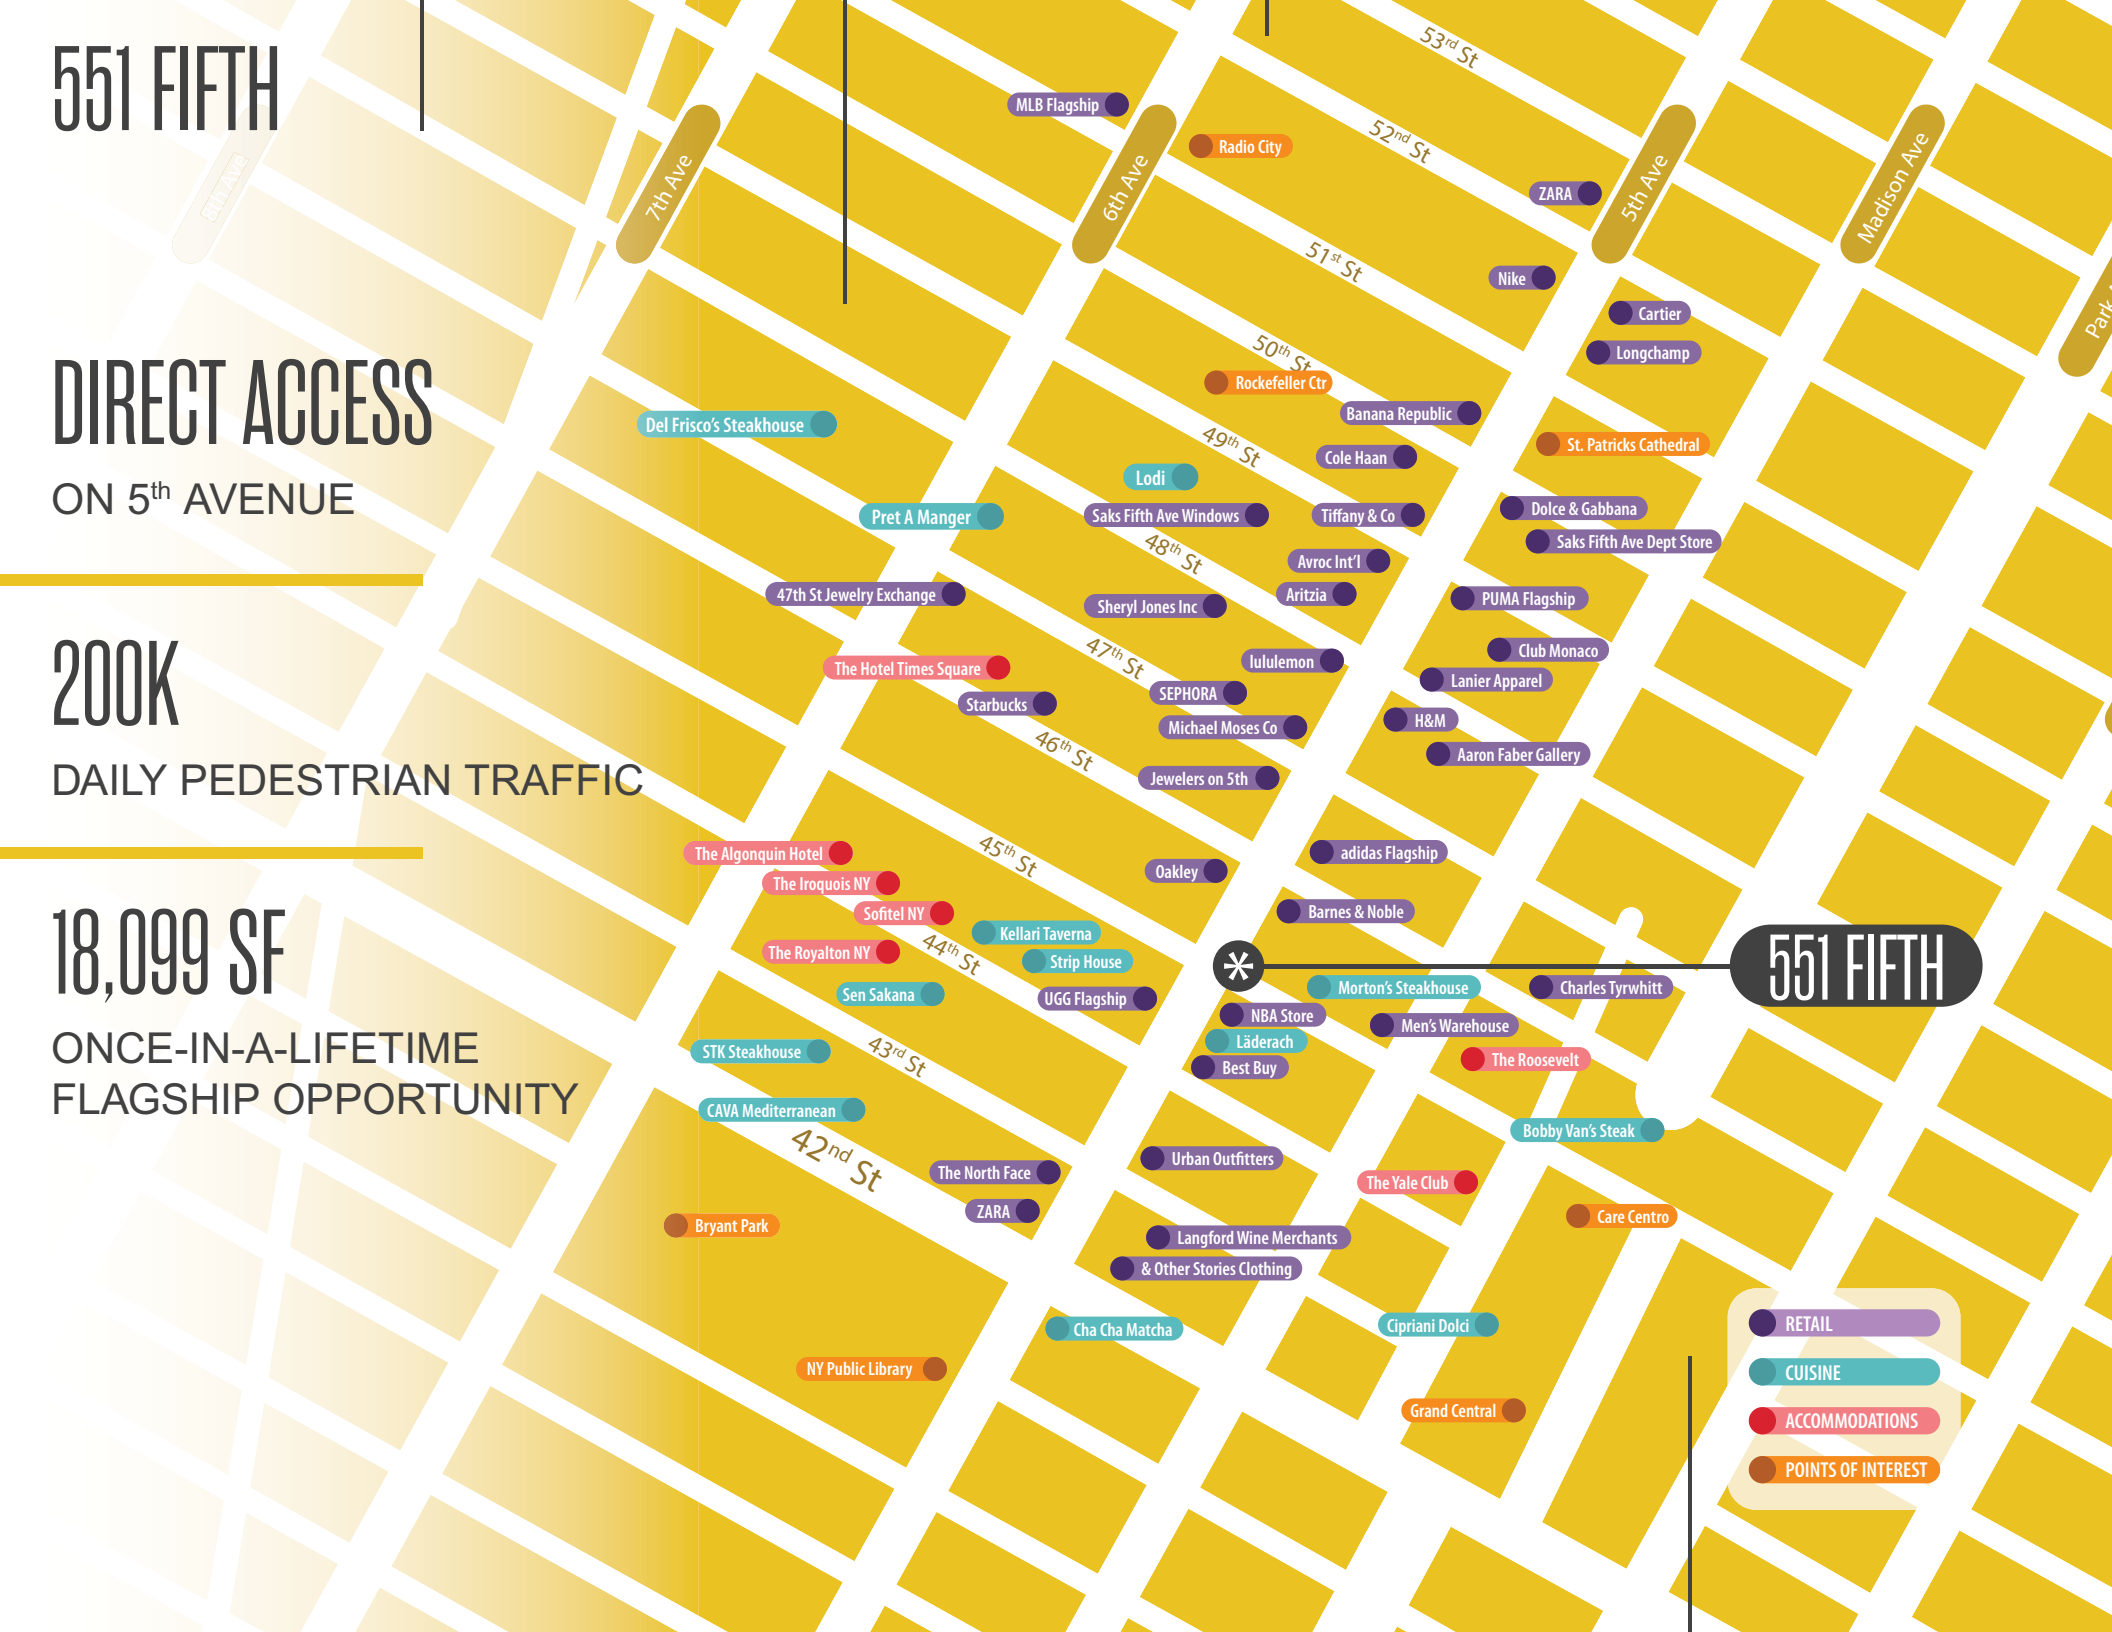 551 FIFTH
DIRECT ACCESS
ON 5th AVENUE
200K
DAILY PEDESTRIAN TRAFFIC
18,099 SF
ONCE-IN-A-LIFETIME
FLAGSHIP OPPORTUNITY
8th Ave
7th Ave
6th Ave
5th Ave
Madison Ave
Park
53rd St
52nd St
51st St
50th St
49th St
48th St
47th St
46th St
45th St
44th St
43rd St
42nd St
MLB Flagship
Radio City
ZARA
Nike
Cartier
Longchamp
Rockefeller Ctr
Banana Republic
Del Frisco's Steakhouse
St. Patricks Cathedral
Cole Haan
Lodi
Pret A Manger
Saks Fifth Ave Windows
Tiffany & Co
Dolce & Gabbana
Saks Fifth Ave Dept Store
Avroc Int'l
47th St Jewelry Exchange
Sheryl Jones Inc
Aritzia
PUMA Flagship
Club Monaco
lululemon
The Hotel Times Square
Lanier Apparel
SEPHORA
Starbucks
H&M
Michael Moses Co
Aaron Faber Gallery
Jewelers on 5th
The Algonquin Hotel
adidas Flagship
Oakley
The Iroquois NY
Sofitel NY
Barnes & Noble
Kellari Taverna
The Royalton NY
Strip House
551 FIFTH
Sen Sakana
UGG Flagship
Morton's Steakhouse
Charles Tyrwhitt
NBA Store
Men's Warehouse
Läderach
STK Steakhouse
The Roosevelt
Best Buy
CAVA Mediterranean
Bobby Van's Steak
Urban Outfitters
The North Face
The Yale Club
ZARA
Care Centro
Bryant Park
Langford Wine Merchants
& Other Stories Clothing
Cha Cha Matcha
Cipriani Dolci
NY Public Library
Grand Central
RETAIL
CUISINE
ACCOMMODATIONS
POINTS OF INTEREST